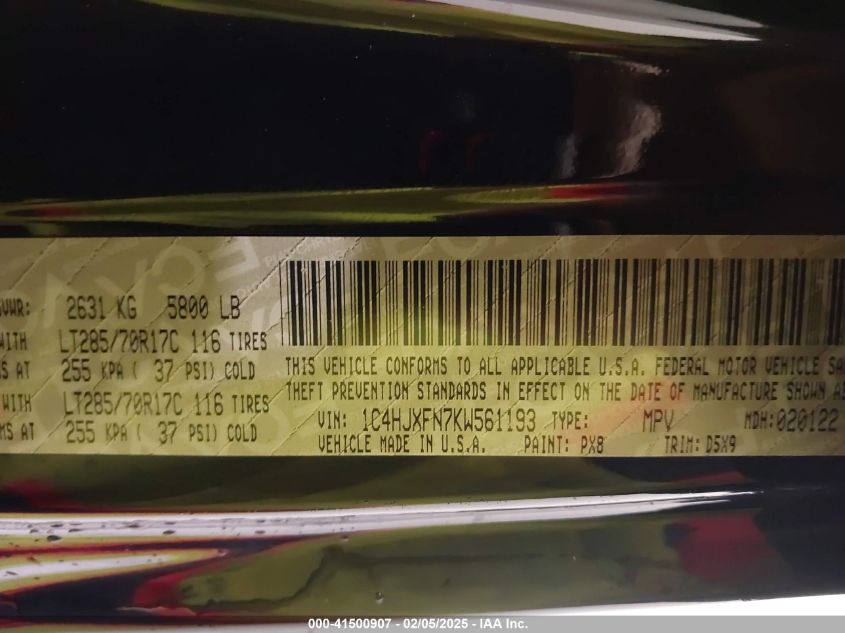 VWR: 2631 KG 5800 LB
WITH LT285/70R17C 116 TIRES
MS AT 255 KPA ( 37 PSI) COLD
WITH LT285/70R17C 116 TIRES
MS AT 255 KPA ( 37 PSI) COLD
THIS VEHICLE CONFORMS TO ALL APPLICABLE U.S.A. FEDERAL MOTOR VEHICLE SA
THEFT PREVENTION STANDARDS IN EFFECT ON THE DATE OF MANUFACTURE SHOWN A
VIN: 1C4HJXFN7KW561193 TYPE: MPV MDH:020122
VEHICLE MADE IN U.S.A. PAINT: PX8 TRIM: D5X9
000-41500907 - 02/05/2025 - IAA Inc.